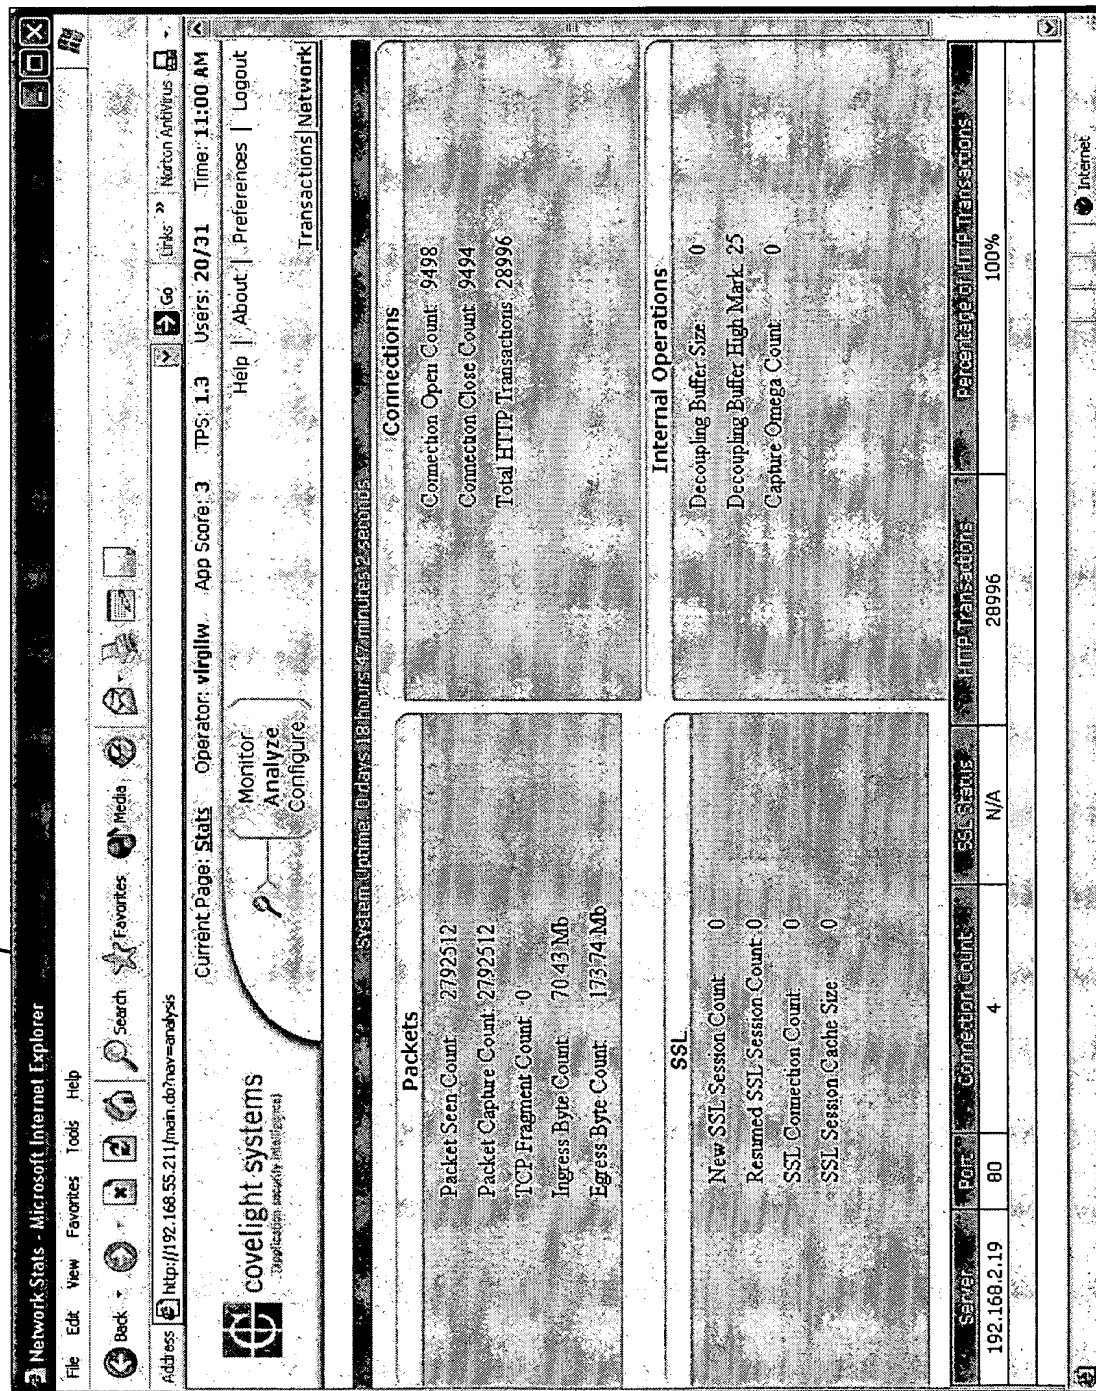 Network Stats - Microsoft Internet Explorer
File Edit View Favorites Tools Help
Back Search Favorites Media
Address http://192.168.55.211/main.do?nav=analysis Go Links » Norton Antivirus
Current Page: Stats Operator: virgilw App Score: 3 TPS: 1.3 Users: 20/31 Time: 11:00 AM
covelight systems
application security intelligence
Monitor
Analyze
Configure
Help | About | Preferences | Logout
Transactions | Network
System Uptime: 0 days 18 hours 47 minutes 2 seconds
Packets
Packet Seen Count: 2792512
Packet Capture Count: 2792512
TCP Fragment Count: 0
Ingress Byte Count: 7043 Mb
Egress Byte Count: 17374 Mb
Connections
Connection Open Count: 9498
Connection Close Count: 9494
Total HTTP Transactions: 28996
SSL
New SSL Session Count: 0
Resumed SSL Session Count: 0
SSL Connection Count: 0
SSL Session Cache Size: 0
Internal Operations
Decoupling Buffer Size: 0
Decoupling Buffer High Mark: 25
Capture Omega Count: 0
Server Port Connection Count SSL Status HTTP Transactions Percentage of HTTP Transactions
192.168.2.19 80 4 N/A 28996 100%
Internet